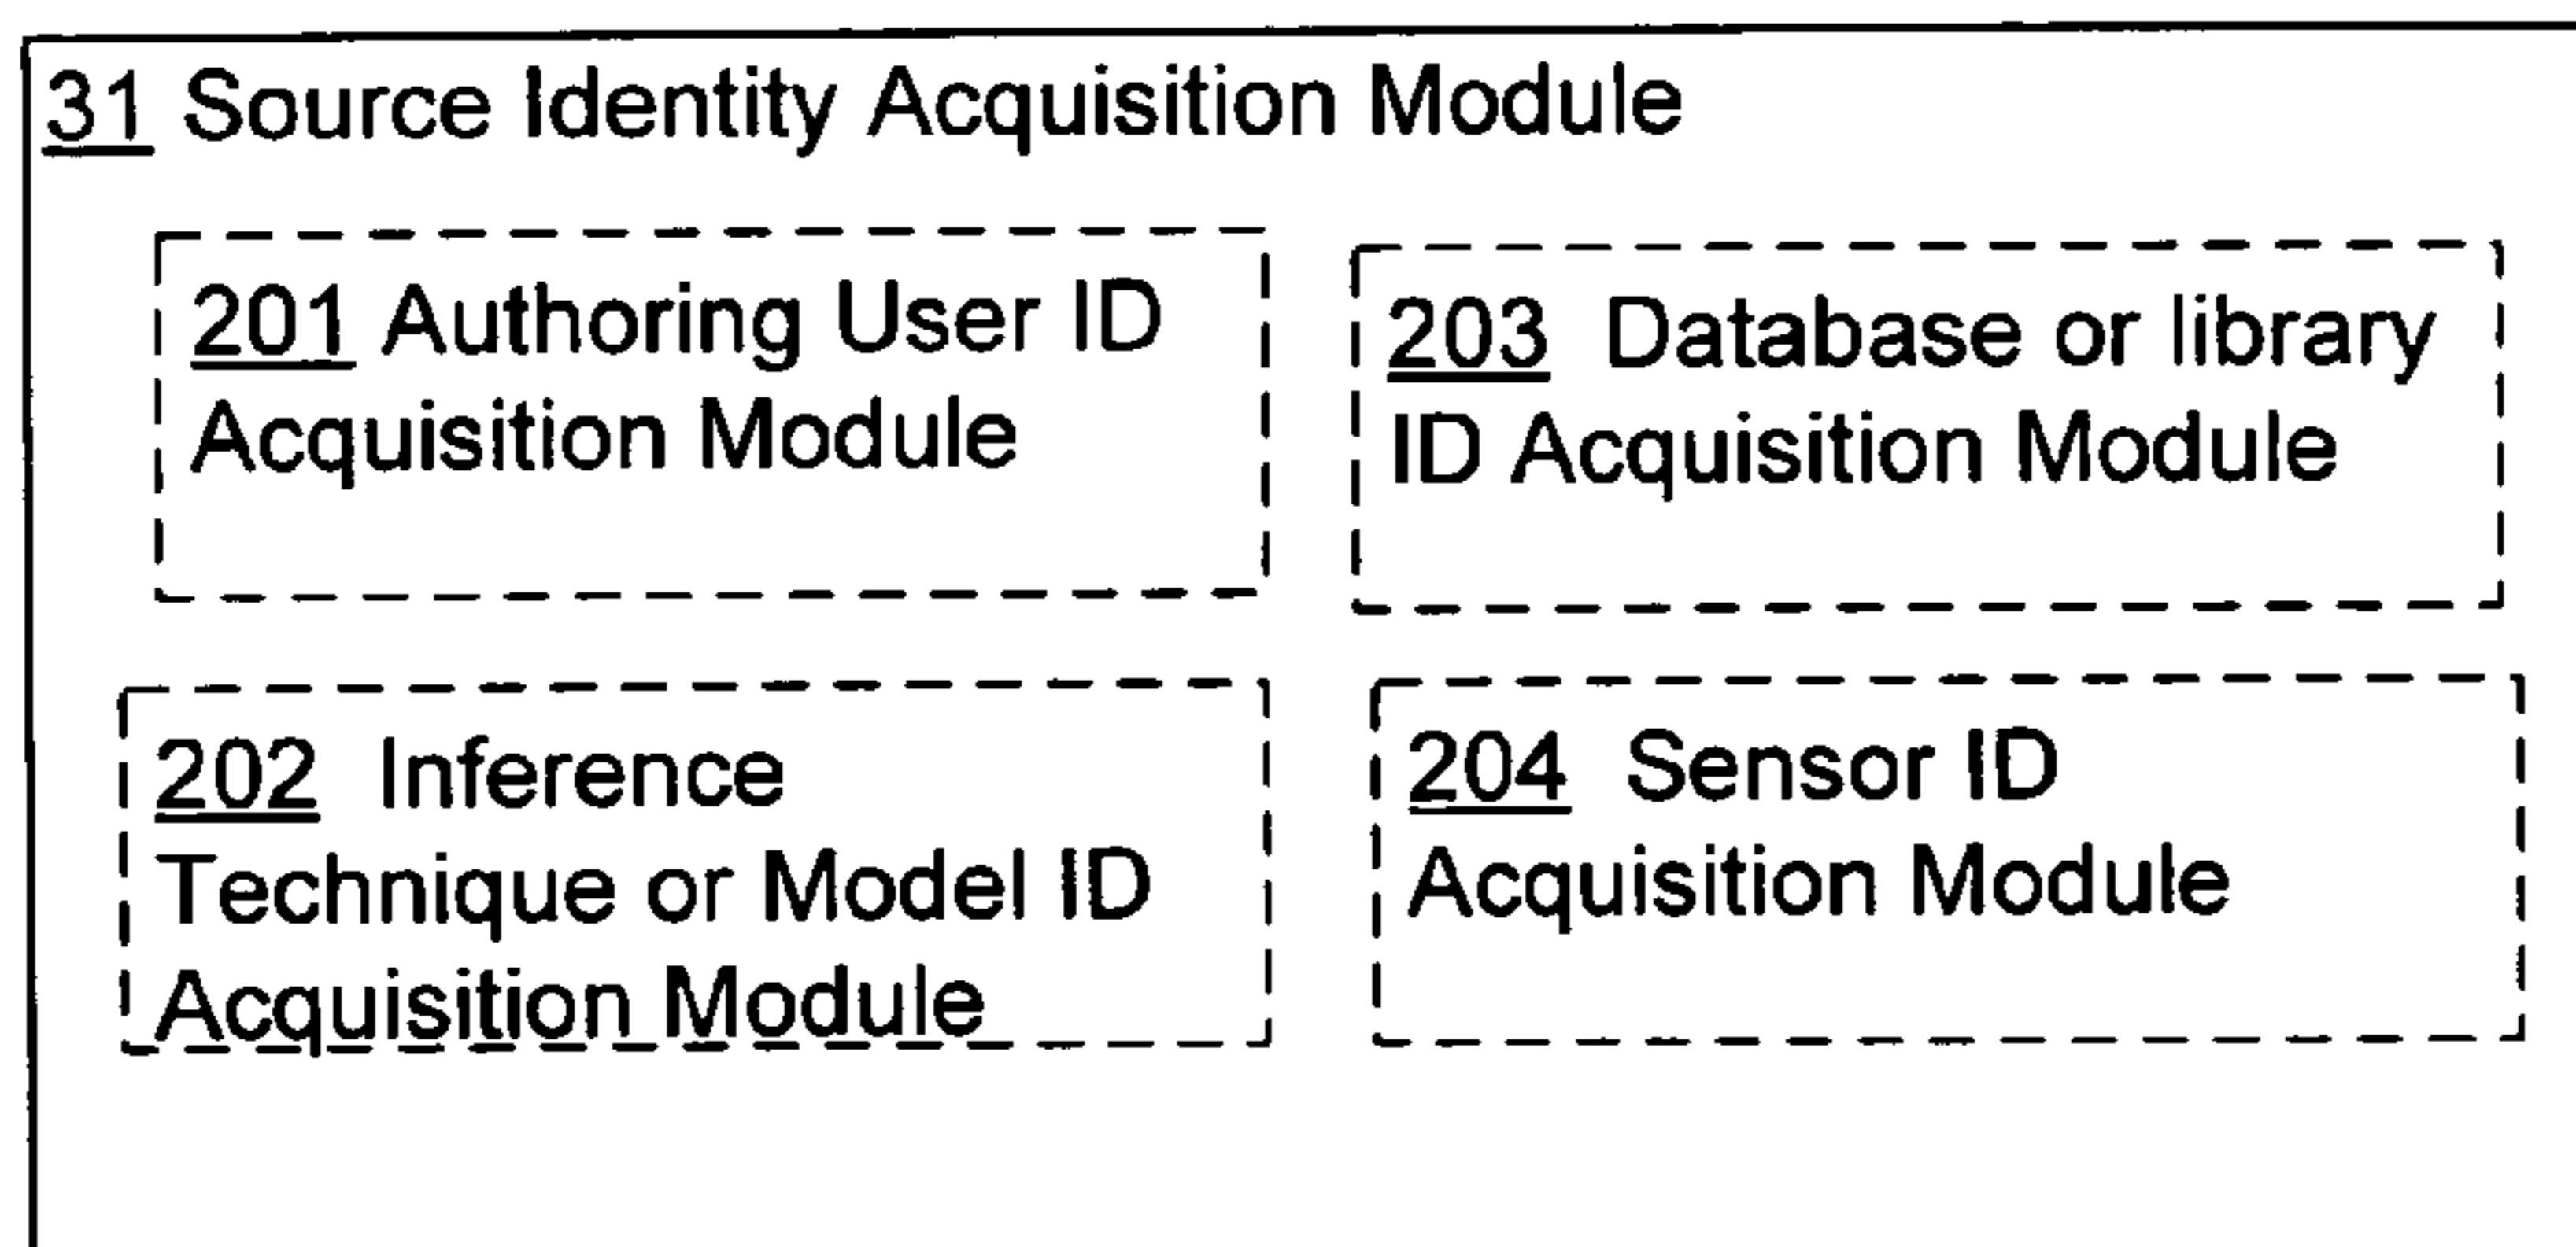 31 Source Identity Acquisition Module
201 Authoring User ID
Acquisition Module
203 Database or library
ID Acquisition Module
202 Inference
Technique or Model ID
Acquisition Module
204 Sensor ID
Acquisition Module